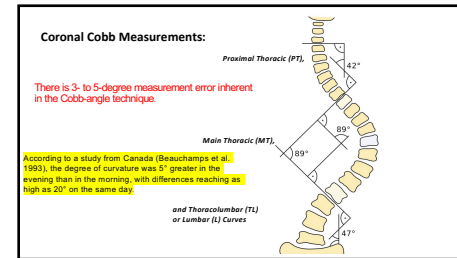 Coronal Cobb Measurements:
Proximal Thoracic (PT),
42°
There is 3- to 5-degree measurement error inherent
in the Cobb-angle technique.
89°
Main Thoracic (MT),
89°
According to a study from Canada (Beauchamps et al.
1993), the degree of curvature was 5° greater in the
evening than in the morning, with differences reaching as
high as 20° on the same day.
and Thoracolumbar (TL)
or Lumbar (L) Curves
47°